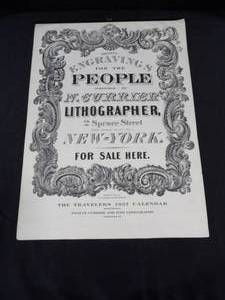 ENGRAVINGS
FOR THE
PEOPLE
N. CURRIER
LITHOGRAPHER,
2 Spruce Street
NEW-YORK.
FOR SALE HERE.
THE TRAVELERS 1957 CALENDAR